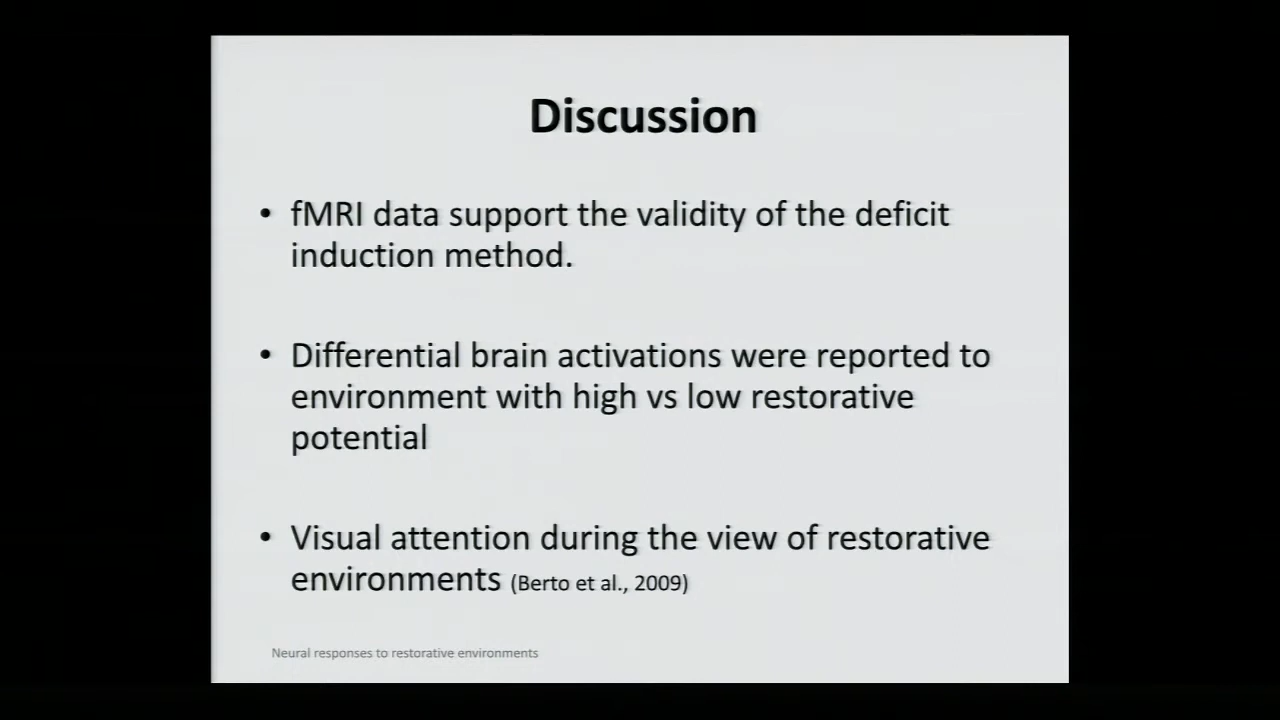 Discussion
• fMRI data support the validity of the deficit
induction method.
• Differential brain activations were reported to
environment with high vs low restorative
potential
• Visual attention during the view of restorative
environments (Berto et al., 2009)
Neural responses to restorative environments